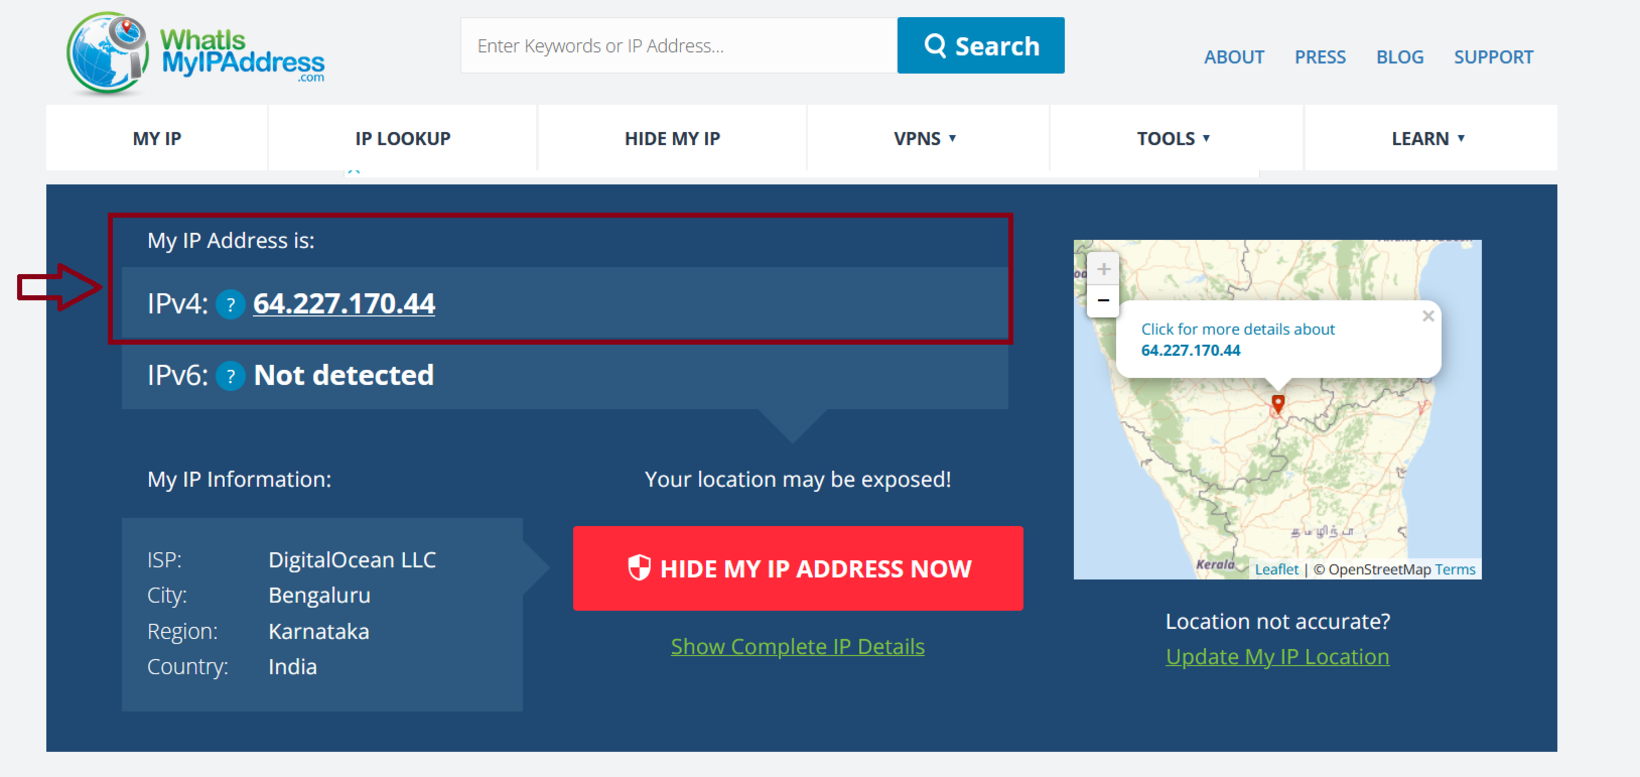 WhatIs
MyIPAddress
.com
Enter Keywords or IP Address...
Search
ABOUT PRESS BLOG SUPPORT
MY IP IP LOOKUP HIDE MY IP VPNS ▼ TOOLS ▼ LEARN ▼
My IP Address is:
IPv4: ? 64.227.170.44
IPv6: ? Not detected
+
−
Click for more details about
64.227.170.44
×
தமிழ்நா
Kerala
Leaflet | © OpenStreetMap Terms
My IP Information:
ISP: DigitalOcean LLC
City: Bengaluru
Region: Karnataka
Country: India
Your location may be exposed!
HIDE MY IP ADDRESS NOW
Show Complete IP Details
Location not accurate?
Update My IP Location